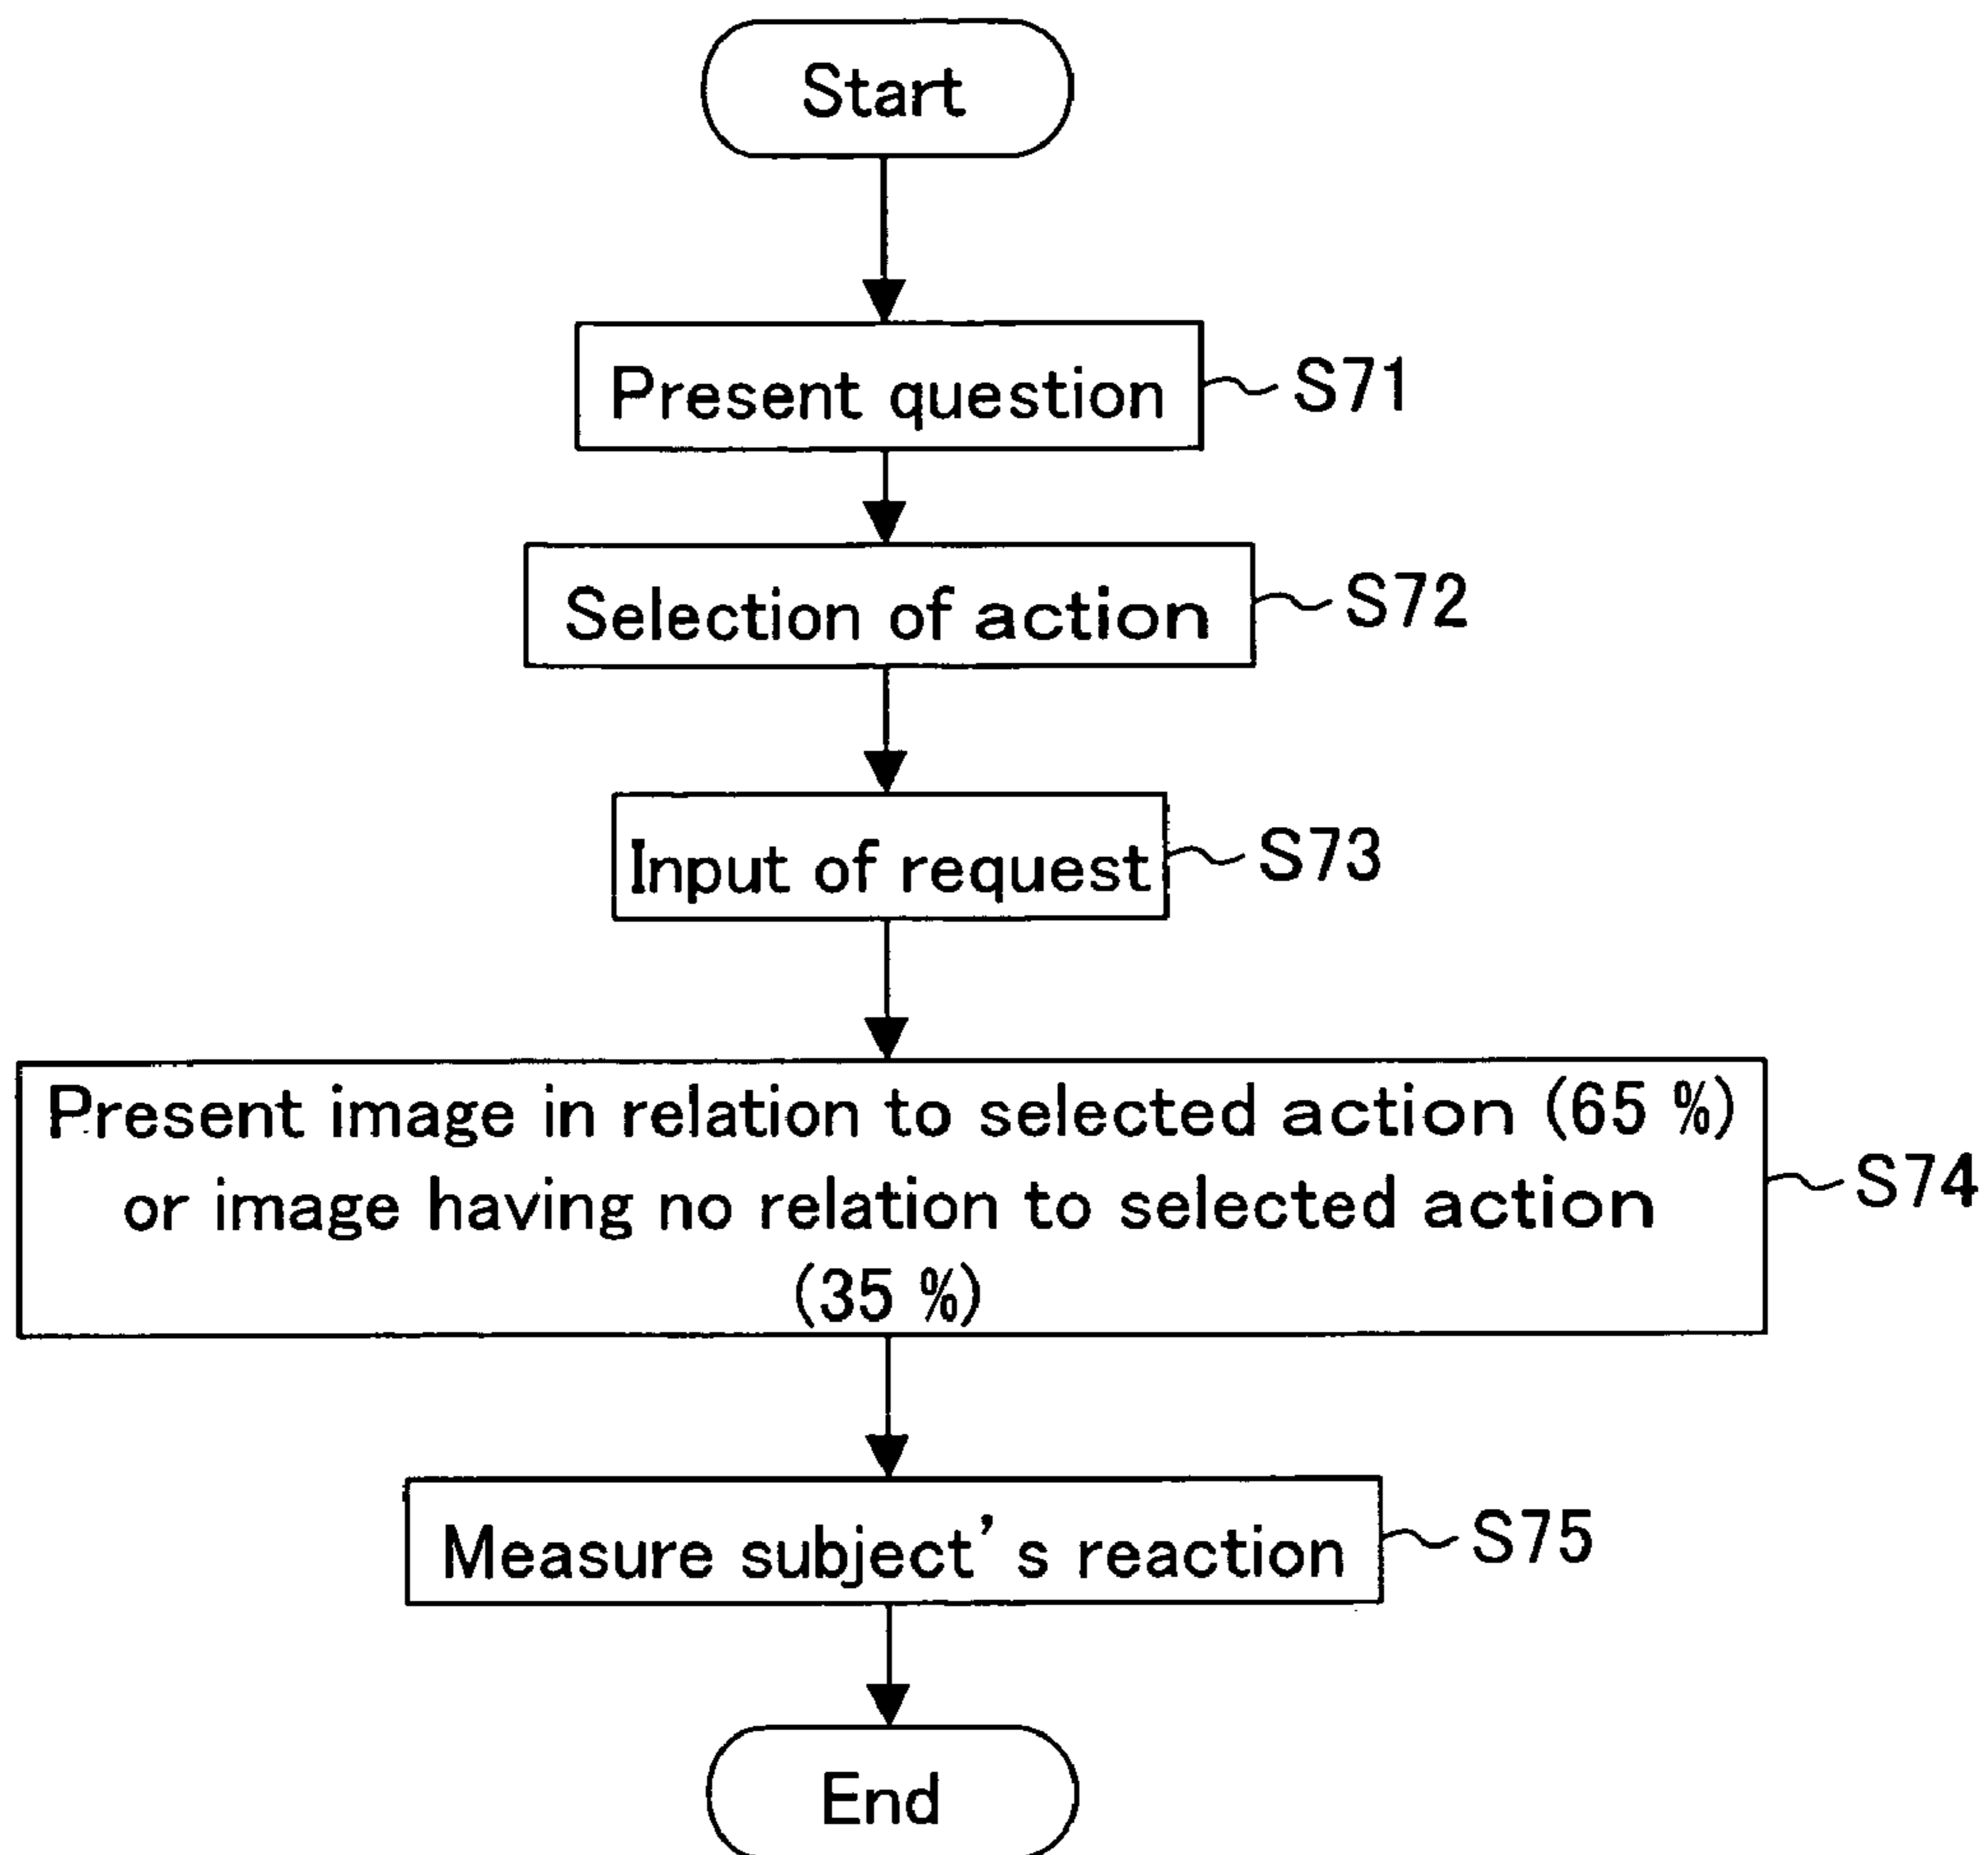 Start
Present question
S71
Selection of action
S72
Input of request
S73
Present image in relation to selected action (65 %)
or image having no relation to selected action
(35 %)
S74
Measure subject's reaction
S75
End